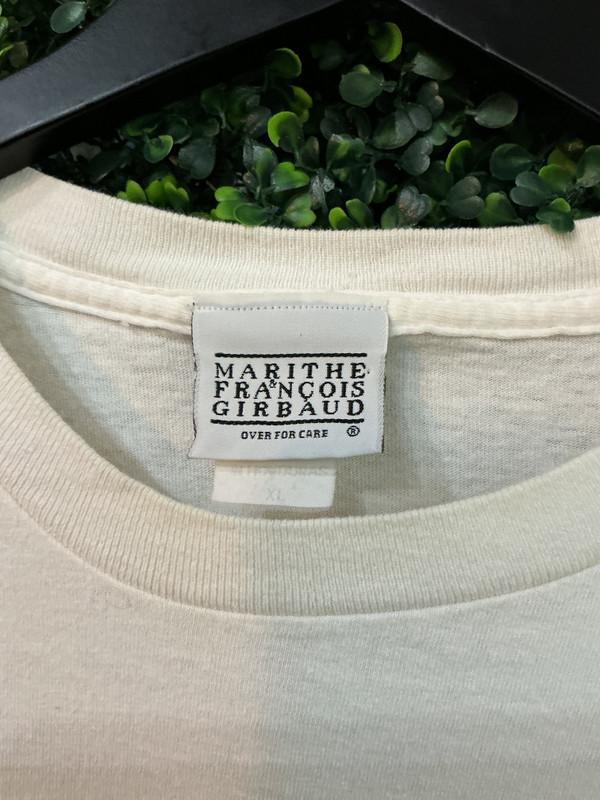 MARITHE
&
FRANÇOIS
GIRBAUD
OVER FOR CARE ®
XL